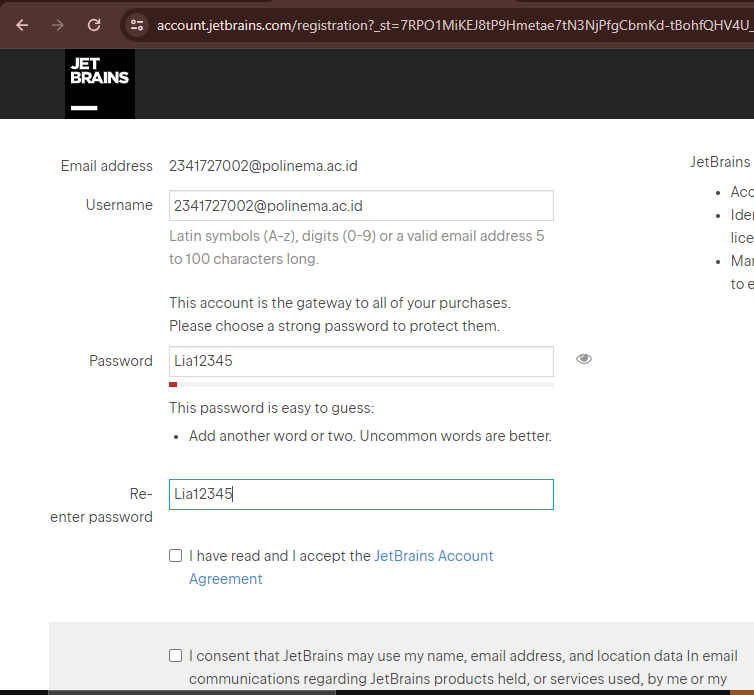 account.jetbrains.com/registration?_st=7RPO1MiKEJ8tP9Hmetae7tN3NjPfgCbmKd-tBohfQHV4U_
JET
BRAINS
Email address 2341727002@polinema.ac.id
Username 2341727002@polinema.ac.id
Latin symbols (A-z), digits (0-9) or a valid email address 5
to 100 characters long.
This account is the gateway to all of your purchases.
Please choose a strong password to protect them.
Password Lia12345
This password is easy to guess:
• Add another word or two. Uncommon words are better.
Re-
enter password Lia12345
I have read and I accept the JetBrains Account
Agreement
I consent that JetBrains may use my name, email address, and location data In email
communications regarding JetBrains products held, or services used, by me or my
JetBrains
to